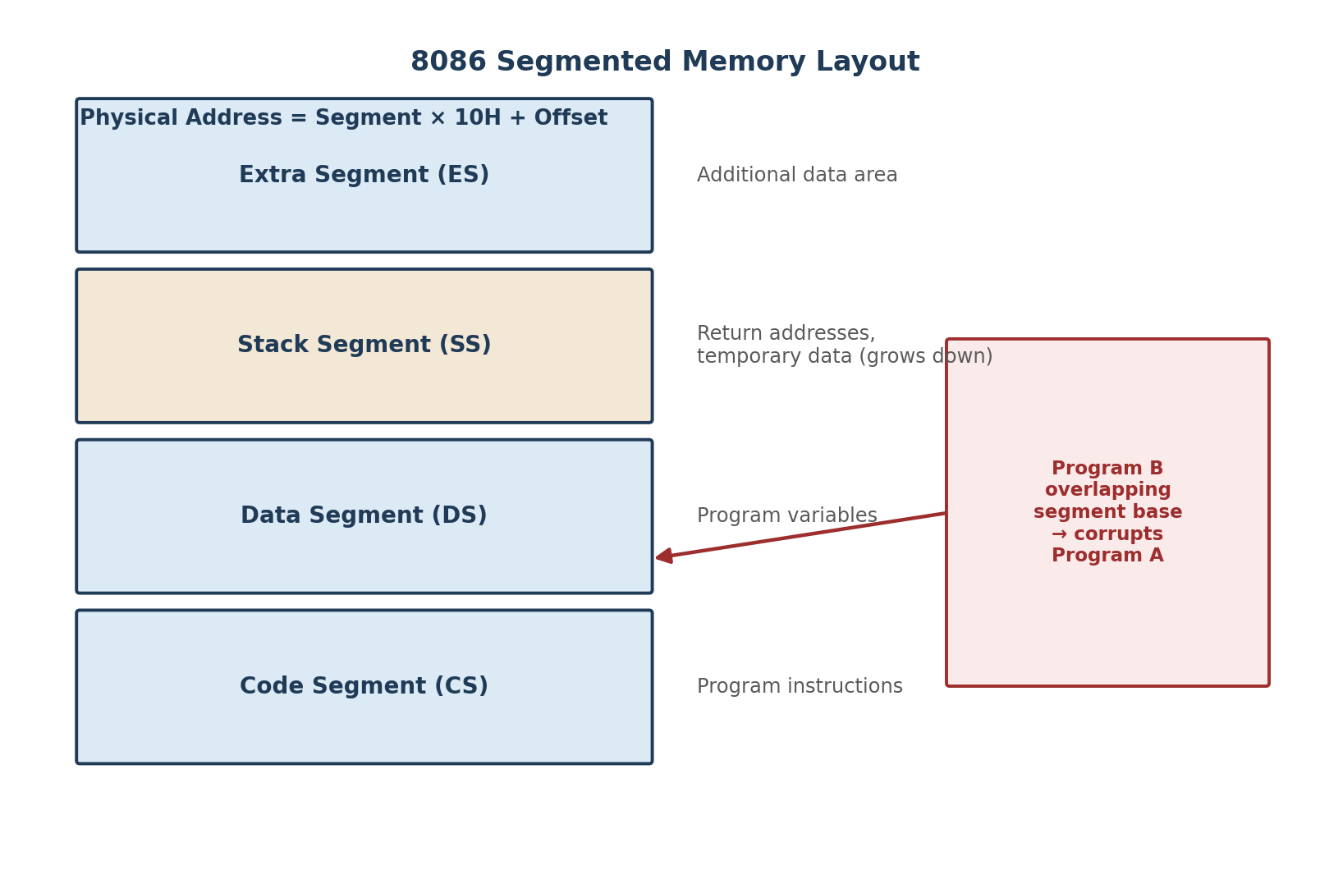 8086 Segmented Memory Layout
Physical Address = Segment × 10H + Offset
Extra Segment (ES)
Additional data area
Stack Segment (SS)
Return addresses,
temporary data (grows down)
Data Segment (DS)
Program variables
Program B
overlapping
segment base
→ corrupts
Program A
Code Segment (CS)
Program instructions